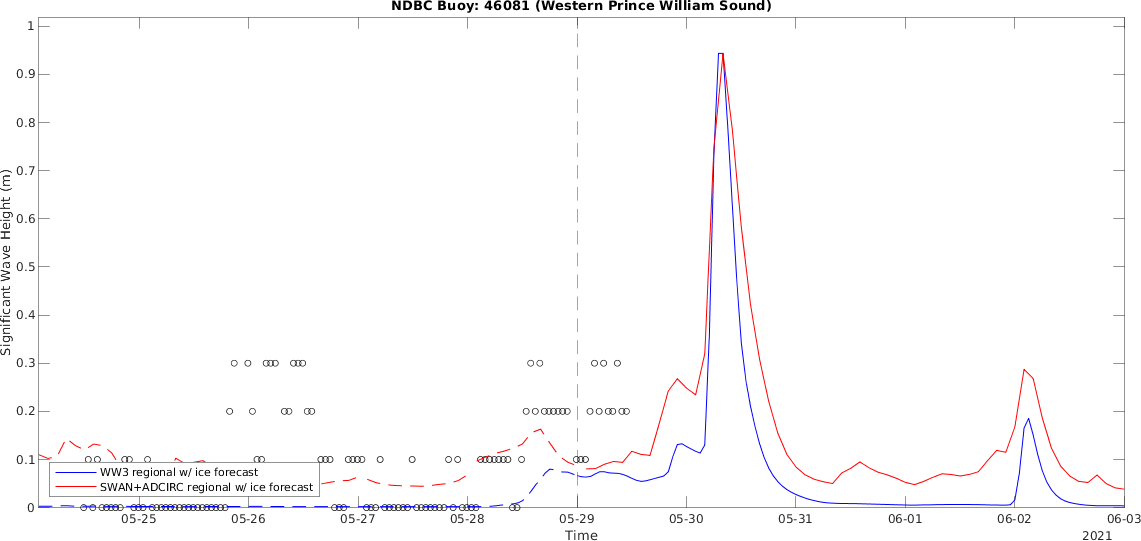 NDBC Buoy: 46081 (Western Prince William Sound)
1
0.9
0.8
0.7
0.6
0.5
0.4
0.3
0.2
0.1
0
Significant Wave Height (m)
WW3 regional w/ ice forecast
SWAN+ADCIRC regional w/ ice forecast
05-25 05-26 05-27 05-28 05-29 05-30 05-31 06-01 06-02 06-03
Time
2021